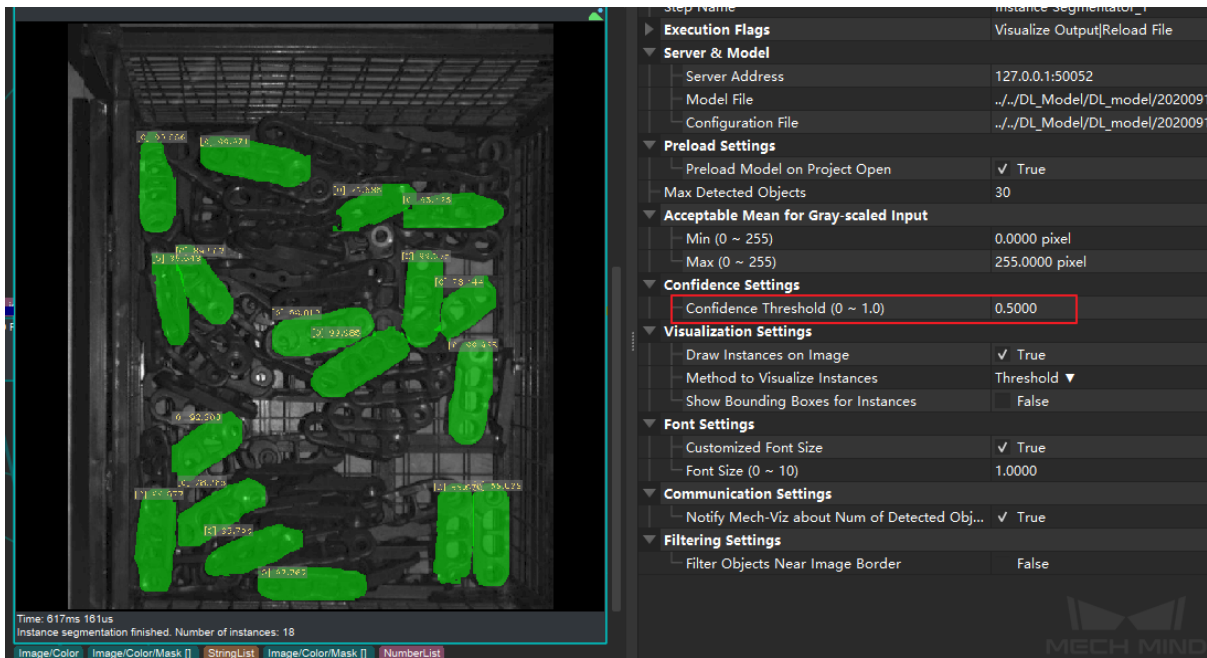 Step Name Instance Segmentator_1
Execution Flags Visualize Output|Reload File
Server & Model
Server Address 127.0.0.1:50052
Model File ../../DL_Model/DL_model/2020091
Configuration File ../../DL_Model/DL_model/2020091
Preload Settings
Preload Model on Project Open True
Max Detected Objects 30
Acceptable Mean for Gray-scaled Input
Min (0 ~ 255) 0.0000 pixel
Max (0 ~ 255) 255.0000 pixel
Confidence Settings
Confidence Threshold (0 ~ 1.0) 0.5000
Visualization Settings
Draw Instances on Image True
Method to Visualize Instances Threshold ▼
Show Bounding Boxes for Instances False
Font Settings
Customized Font Size True
Font Size (0 ~ 10) 1.0000
Communication Settings
Notify Mech-Viz about Num of Detected Obj... True
Filtering Settings
Filter Objects Near Image Border False
Time: 617ms 161us
Instance segmentation finished. Number of instances: 18
Image/Color Image/Color/Mask [] StringList Image/Color/Mask [] NumberList
MECH MIND